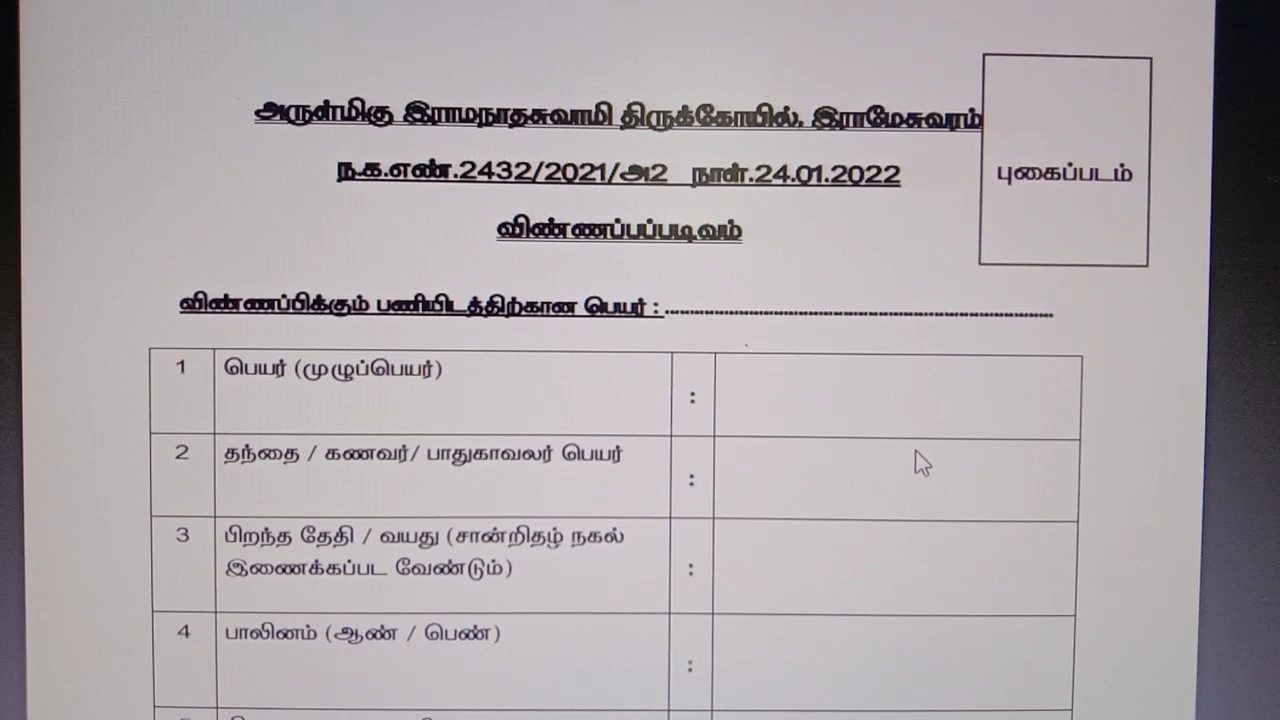 அருள்மிகு இராமநாதசுவாமி திருக்கோயில், இராமேசுவரம்
ந.க.எண்.2432/2021/அ2 நாள்.24.01.2022
புகைப்படம்
விண்ணப்பப்படிவம்
விண்ணப்பிக்கும் பணியிடத்திற்கான பெயர் : ........................................................................
1 பெயர் (முழுப்பெயர்) :
2 தந்தை / கணவர்/ பாதுகாவலர் பெயர் :
3 பிறந்த தேதி / வயது (சான்றிதழ் நகல்
இணைக்கப்பட வேண்டும்) :
4 பாலினம் (ஆண் / பெண்) :